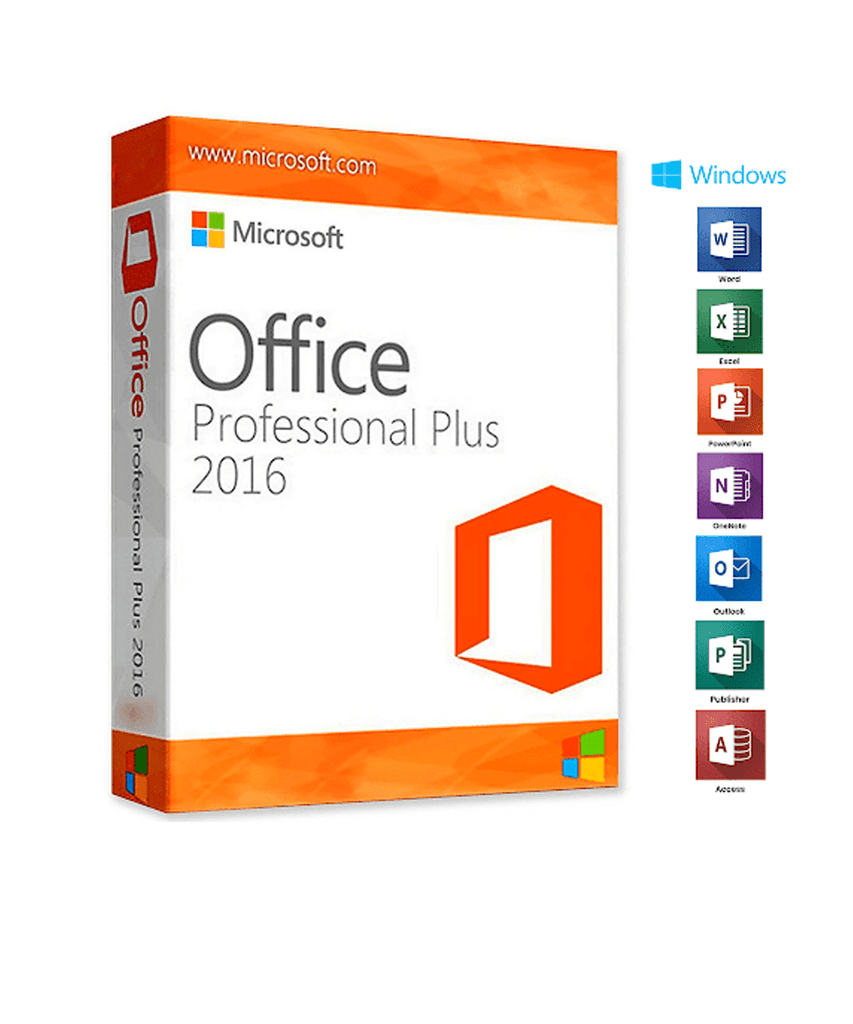 www.microsoft.com
Microsoft
Office
Professional Plus
2016
Office Professional Plus 2016
Windows
W
Word
X
Excel
P
PowerPoint
N
OneNote
O
Outlook
P
Publisher
A
Access